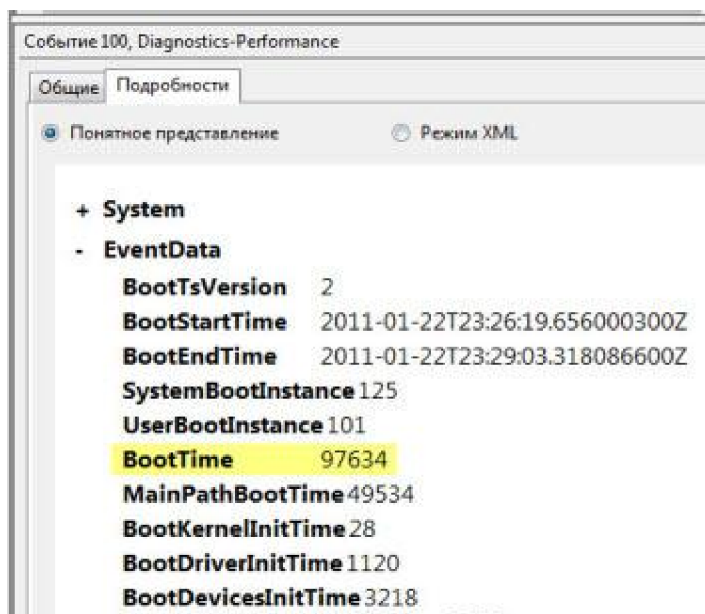 Событие 100, Diagnostics-Performance
Общие Подробности
Понятное представление Режим XML
+ System
- EventData
BootTsVersion 2
BootStartTime 2011-01-22T23:26:19.656000300Z
BootEndTime 2011-01-22T23:29:03.318086600Z
SystemBootInstance 125
UserBootInstance 101
BootTime 97634
MainPathBootTime 49534
BootKernelInitTime 28
BootDriverInitTime 1120
BootDevicesInitTime 3218